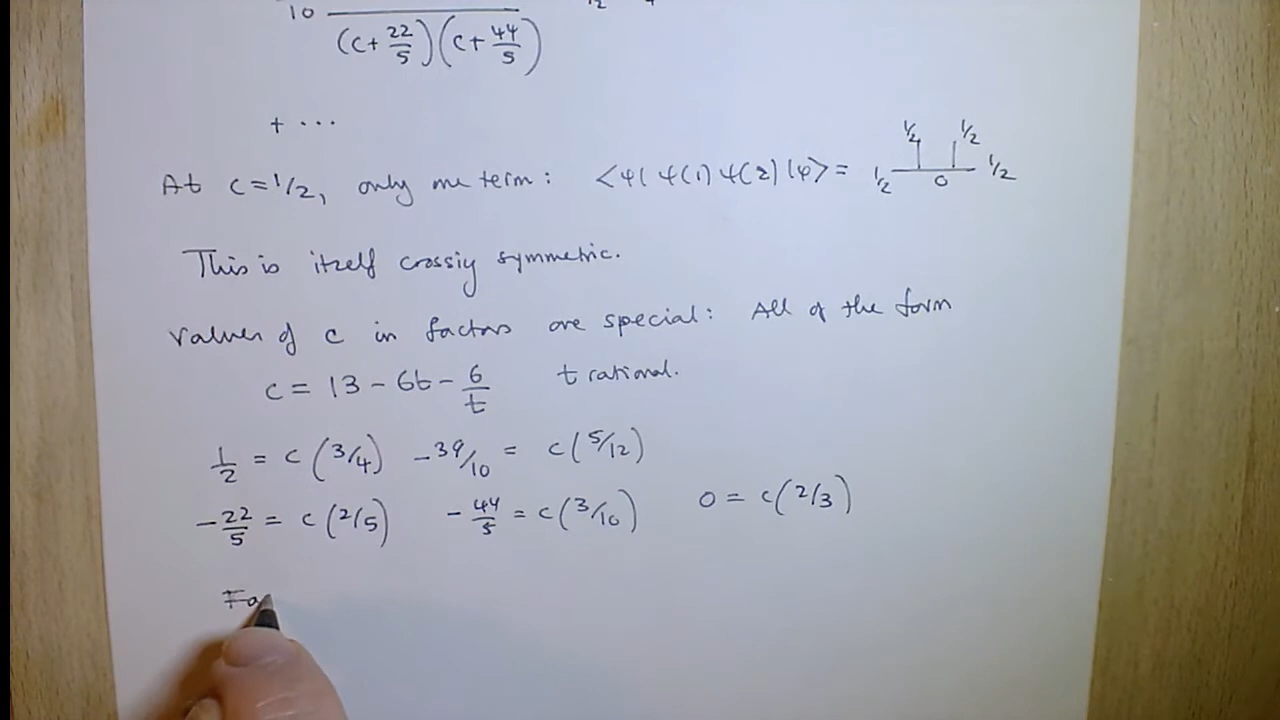 10 (c+22/5)(c+44/5)
+ ...
At c=1/2, only one term: <ψ| ψ(1) ψ(2) |ψ> = 1/2 1/2 1/2 0 1/2
This is itself crossing symmetric.
Values of c in factors are special: All of the form
c = 13 - 6t - 6/t t rational.
1/2 = c (3/4) -39/10 = c(5/12)
-22/5 = c(2/5) -44/5 = c(3/10) 0 = c(2/3)
Fa